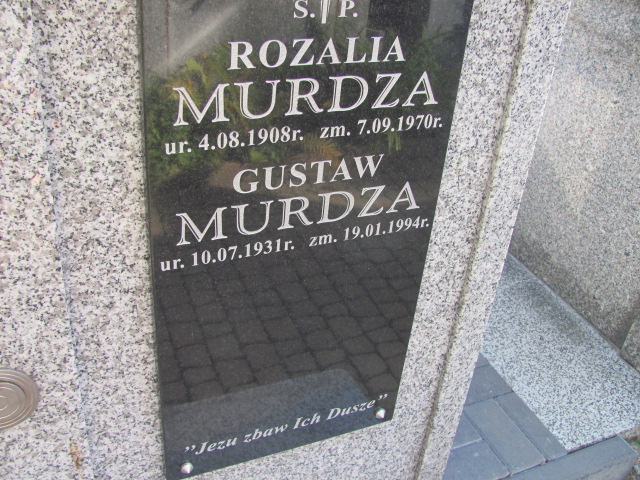 S.†P.
ROZALIA
MURDZA
ur. 4.08.1908r. zm. 7.09.1970r.
GUSTAW
MURDZA
ur. 10.07.1931r. zm. 19.01.1994r.
"Jezu zbaw Ich Dusze"